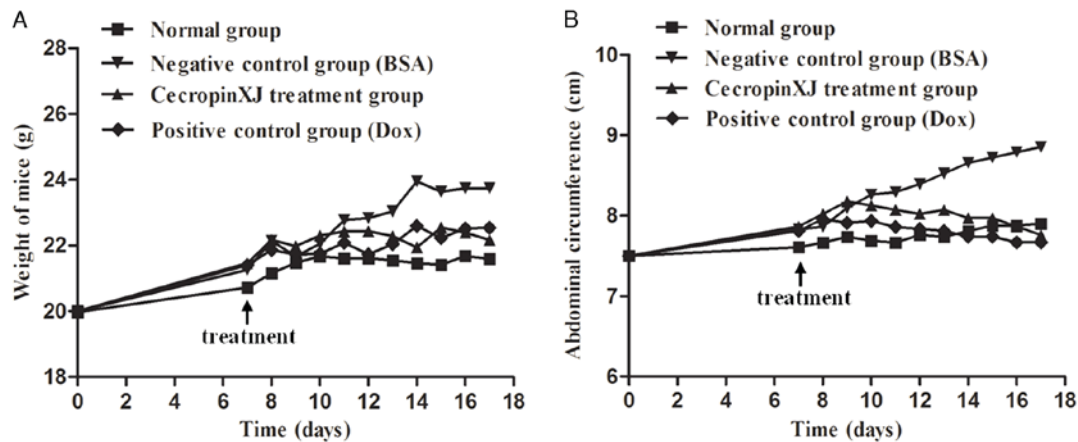 A
Normal group
Negative control group (BSA)
CecropinXJ treatment group
Positive control group (Dox)
Weight of mice (g)
28
26
24
22
20
18
treatment
0 2 4 6 8 10 12 14 16 18
Time (days)
B
Normal group
Negative control group (BSA)
CecropinXJ treatment group
Positive control group (Dox)
Abdominal circumference (cm)
10
9
8
7
6
treatment
0 2 4 6 8 10 12 14 16 18
Time (days)